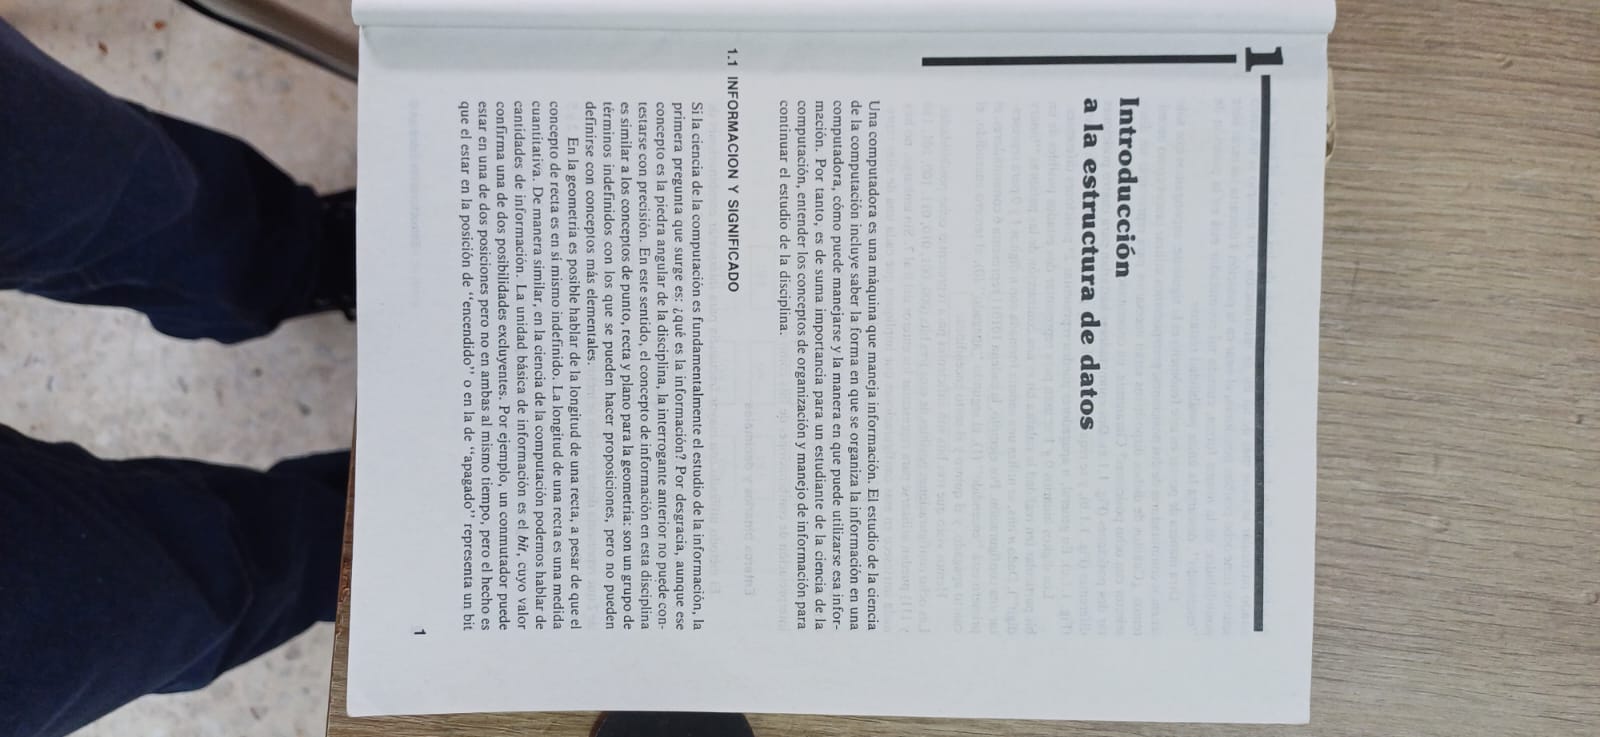 1
Introducción
a la estructura de datos
Una computadora es una máquina que maneja información. El estudio de la ciencia
de la computación incluye saber la forma en que se organiza la información en una
computadora, cómo puede manejarse y la manera en que puede utilizarse esa infor-
mación. Por tanto, es de suma importancia para un estudiante de la ciencia de la
computación, entender los conceptos de organización y manejo de información para
continuar el estudio de la disciplina.
1.1 INFORMACION Y SIGNIFICADO
Si la ciencia de la computación es fundamentalmente el estudio de la información, la
primera pregunta que surge es: ¿qué es la información? Por desgracia, aunque ese
concepto es la piedra angular de la disciplina, la interrogante anterior no puede con-
testarse con precisión. En este sentido, el concepto de información en esta disciplina
es similar a los conceptos de punto, recta y plano para la geometría: son un grupo de
términos indefinidos con los que se pueden hacer proposiciones, pero no pueden
definirse con conceptos más elementales.
En la geometría es posible hablar de la longitud de una recta, a pesar de que el
concepto de recta es en sí mismo indefinido. La longitud de una recta es una medida
cuantitativa. De manera similar, en la ciencia de la computación podemos hablar de
cantidades de información. La unidad básica de información es el bit, cuyo valor
confirma una de dos posibilidades excluyentes. Por ejemplo, un conmutador puede
estar en una de dos posiciones pero no en ambas al mismo tiempo, pero el hecho es
que el estar en la posición de ‘‘encendido’’ o en la de ‘‘apagado’’ representa un bit
1